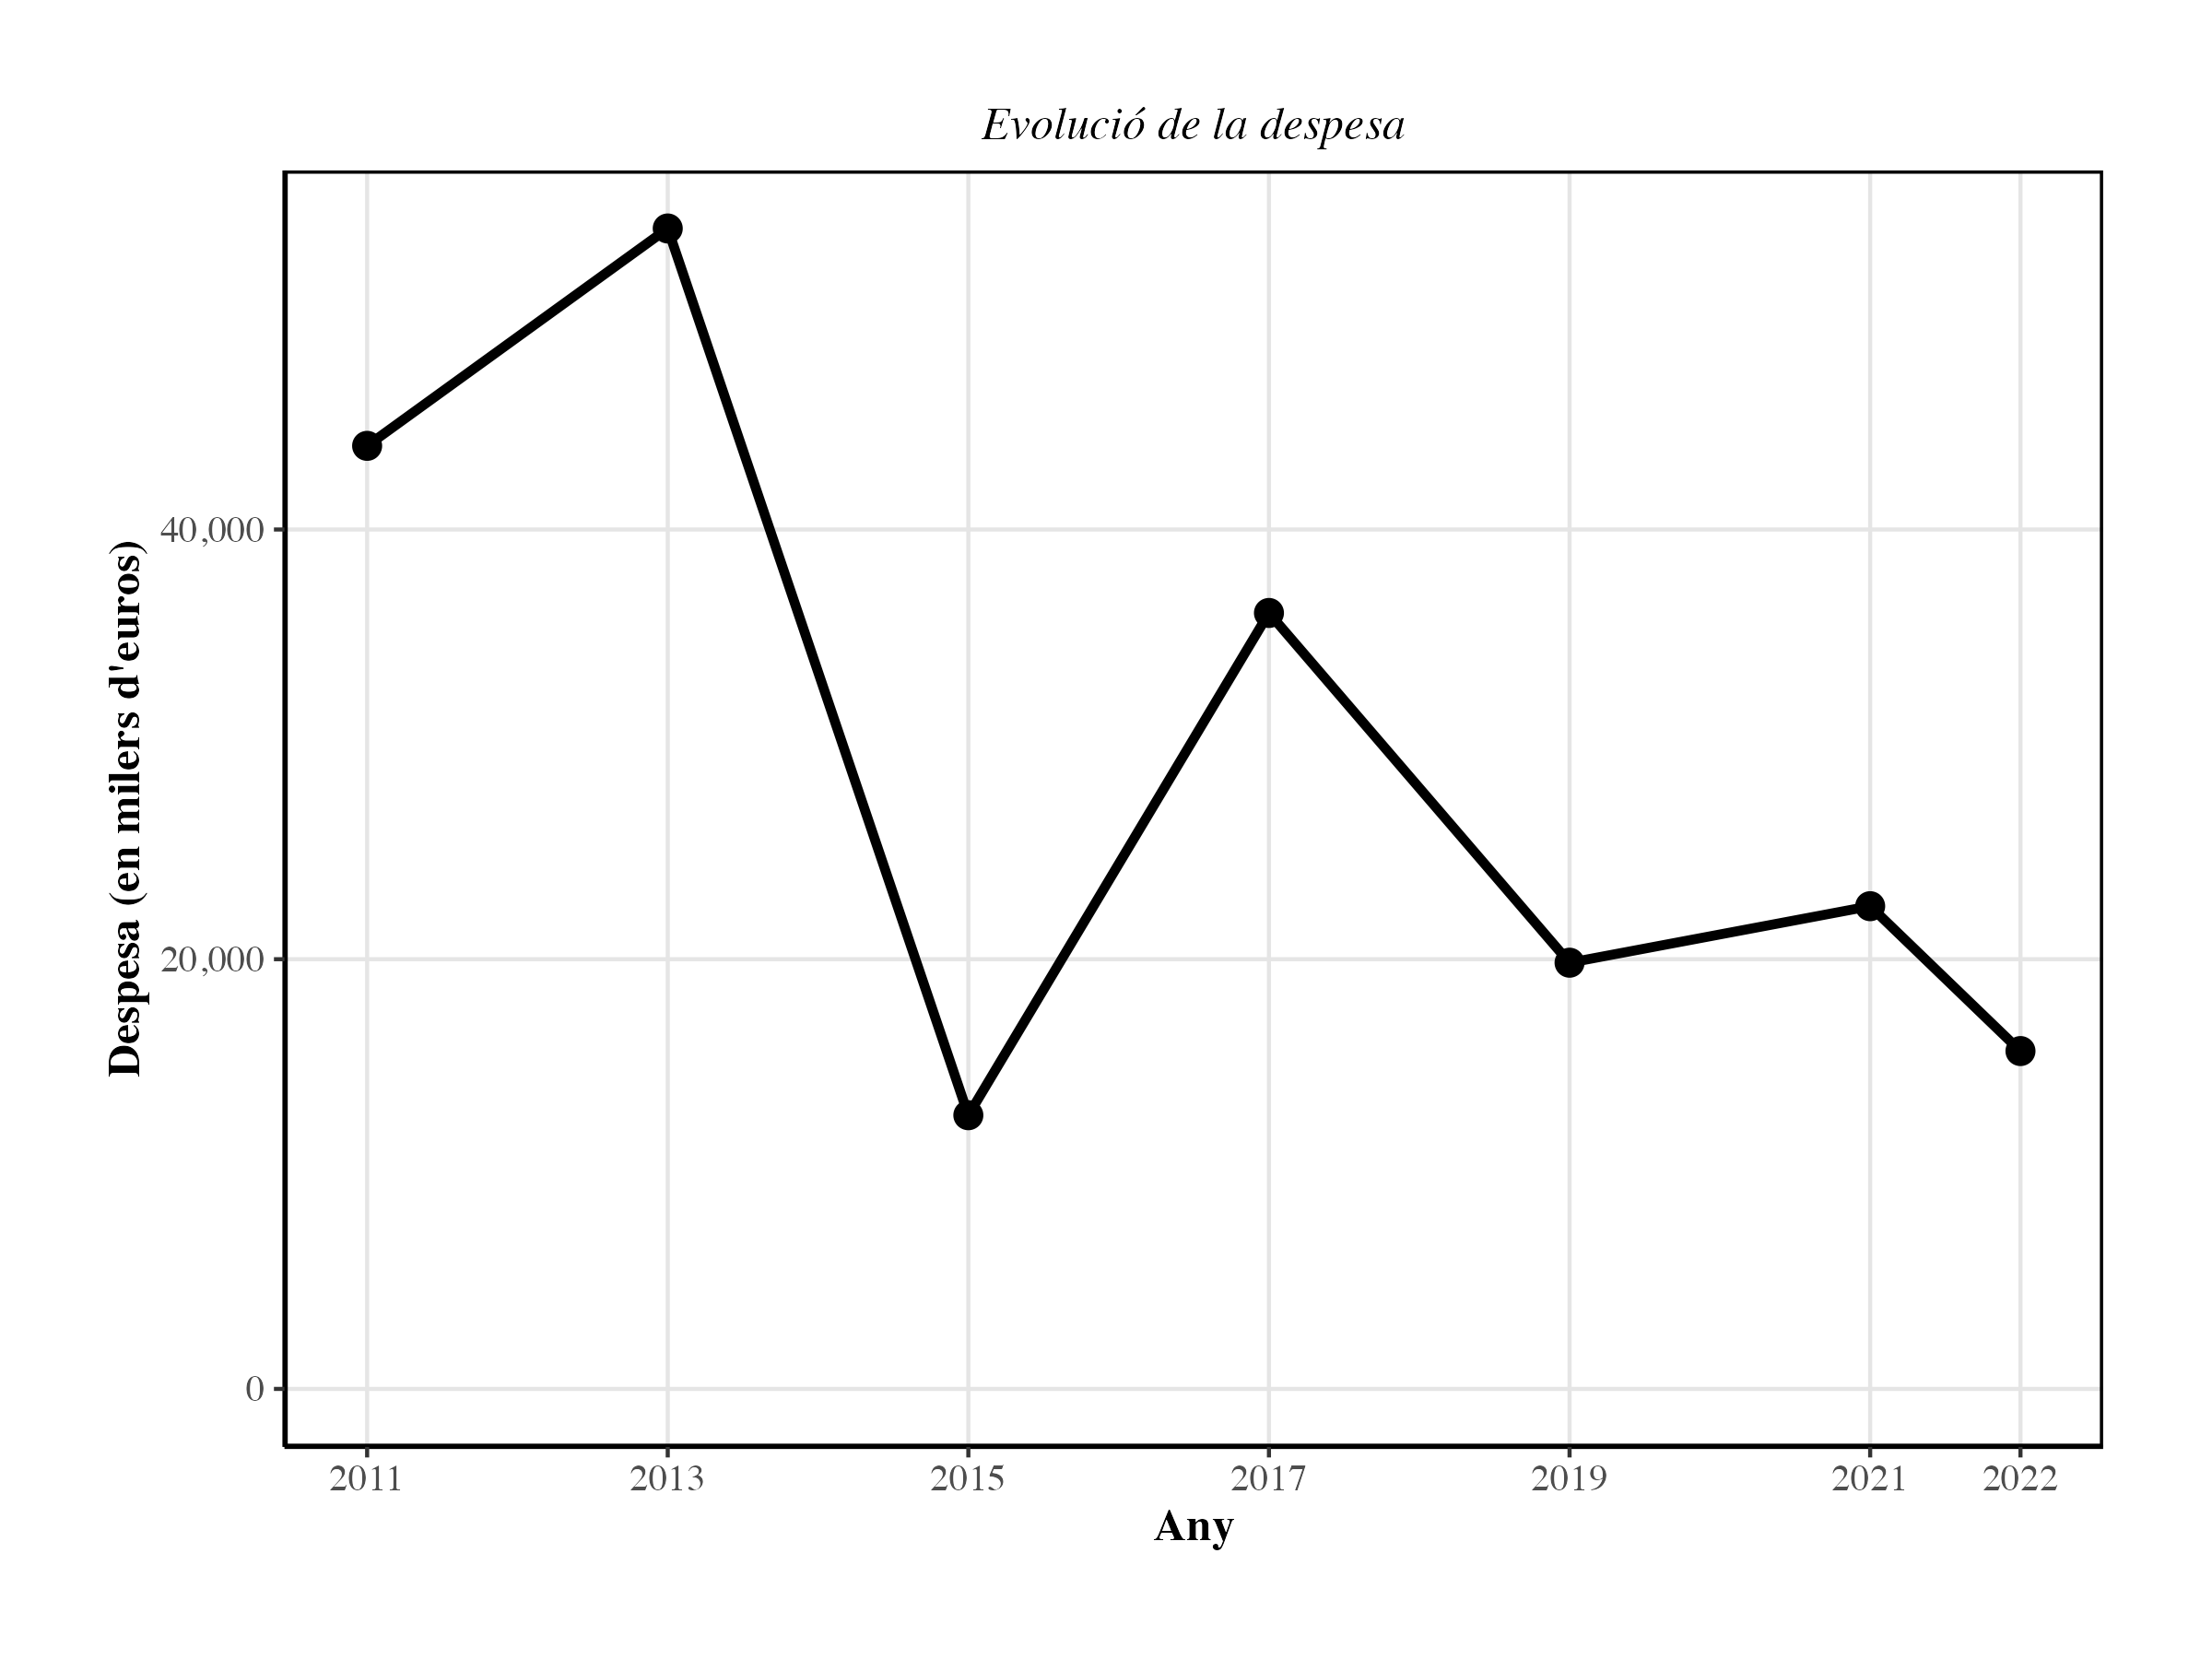 Evolució de la despesa
Despesa (en milers d'euros)
40,000
20,000
0
2011 2013 2015 2017 2019 2021 2022
Any